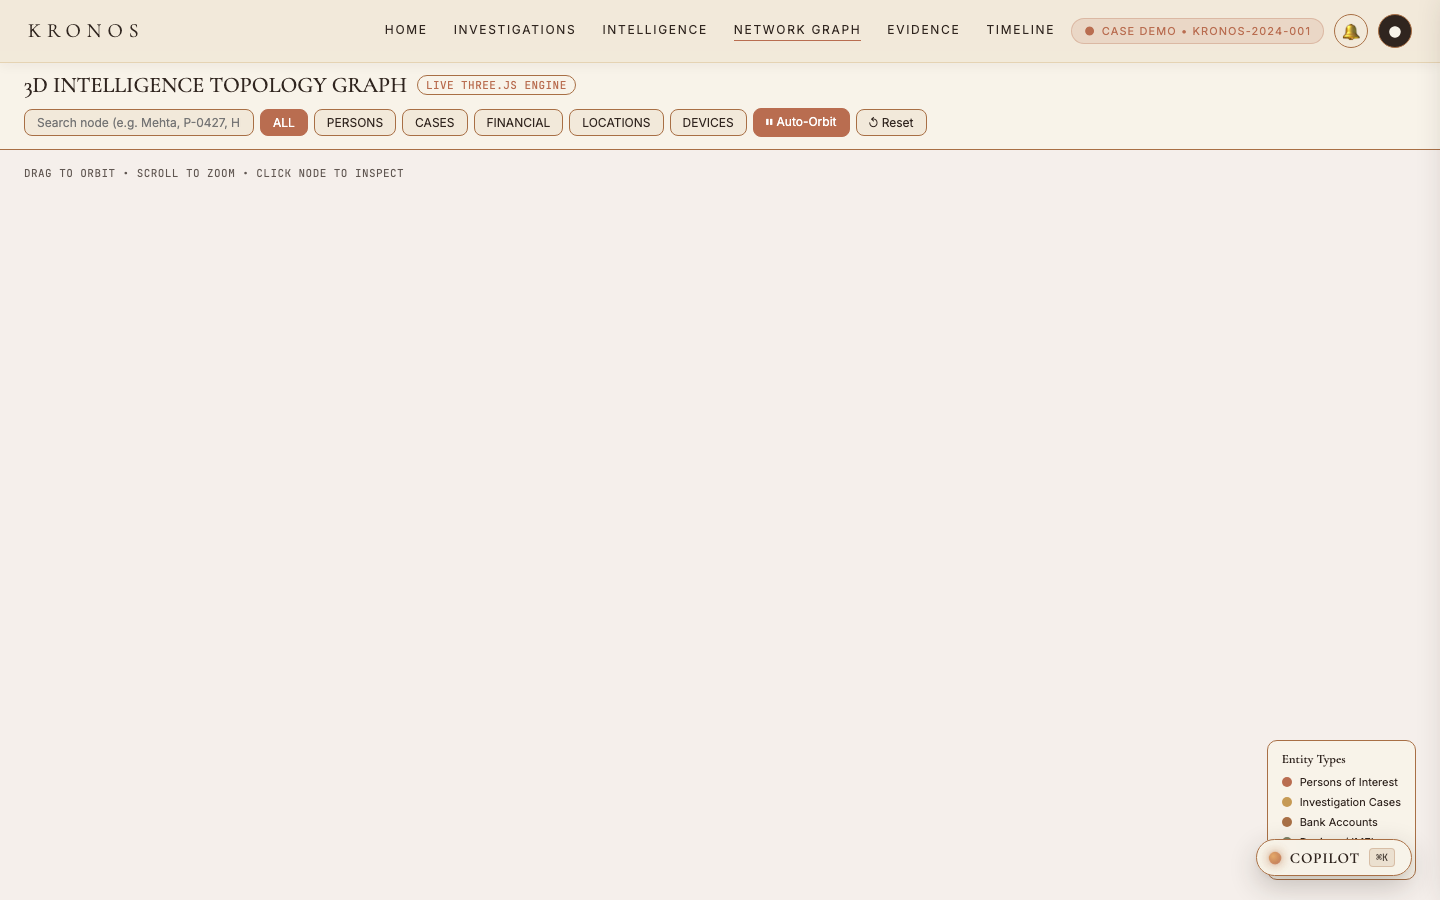 KRONOS
HOME INVESTIGATIONS INTELLIGENCE NETWORK GRAPH EVIDENCE TIMELINE CASE DEMO • KRONOS-2024-001
3D INTELLIGENCE TOPOLOGY GRAPH LIVE THREE.JS ENGINE
Search node (e.g. Mehta, P-0427, H ALL PERSONS CASES FINANCIAL LOCATIONS DEVICES Auto-Orbit Reset
DRAG TO ORBIT • SCROLL TO ZOOM • CLICK NODE TO INSPECT
Entity Types
Persons of Interest
Investigation Cases
Bank Accounts
COPILOT ⌘K